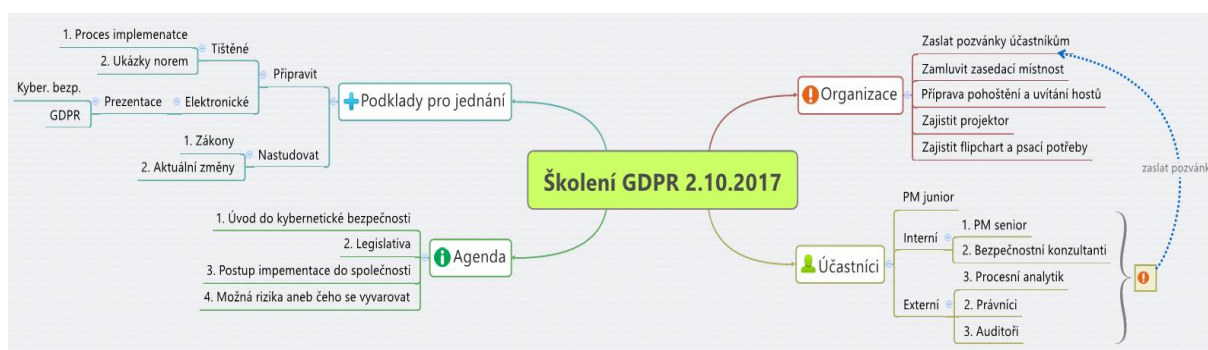 1. Proces implemenatce
2. Ukázky norem
Tištěné
Kyber. bezp.
GDPR
Prezentace
Elektronické
Připravit
1. Zákony
2. Aktuální změny
Nastudovat
Podklady pro jednání
Školení GDPR 2.10.2017
Organizace
Zaslat pozvánky účastníkům
Zamluvit zasedací místnost
Příprava pohoštění a uvítání hostů
Zajistit projektor
Zajistit flipchart a psací potřeby
zaslat pozvánk
1. Úvod do kybernetické bezpečnosti
2. Legislativa
3. Postup impementace do společnosti
4. Možná rizika aneb čeho se vyvarovat
Agenda
Účastníci
PM junior
Interní
1. PM senior
2. Bezpečnostní konzultanti
Externí
3. Procesní analytik
2. Právníci
3. Auditoři